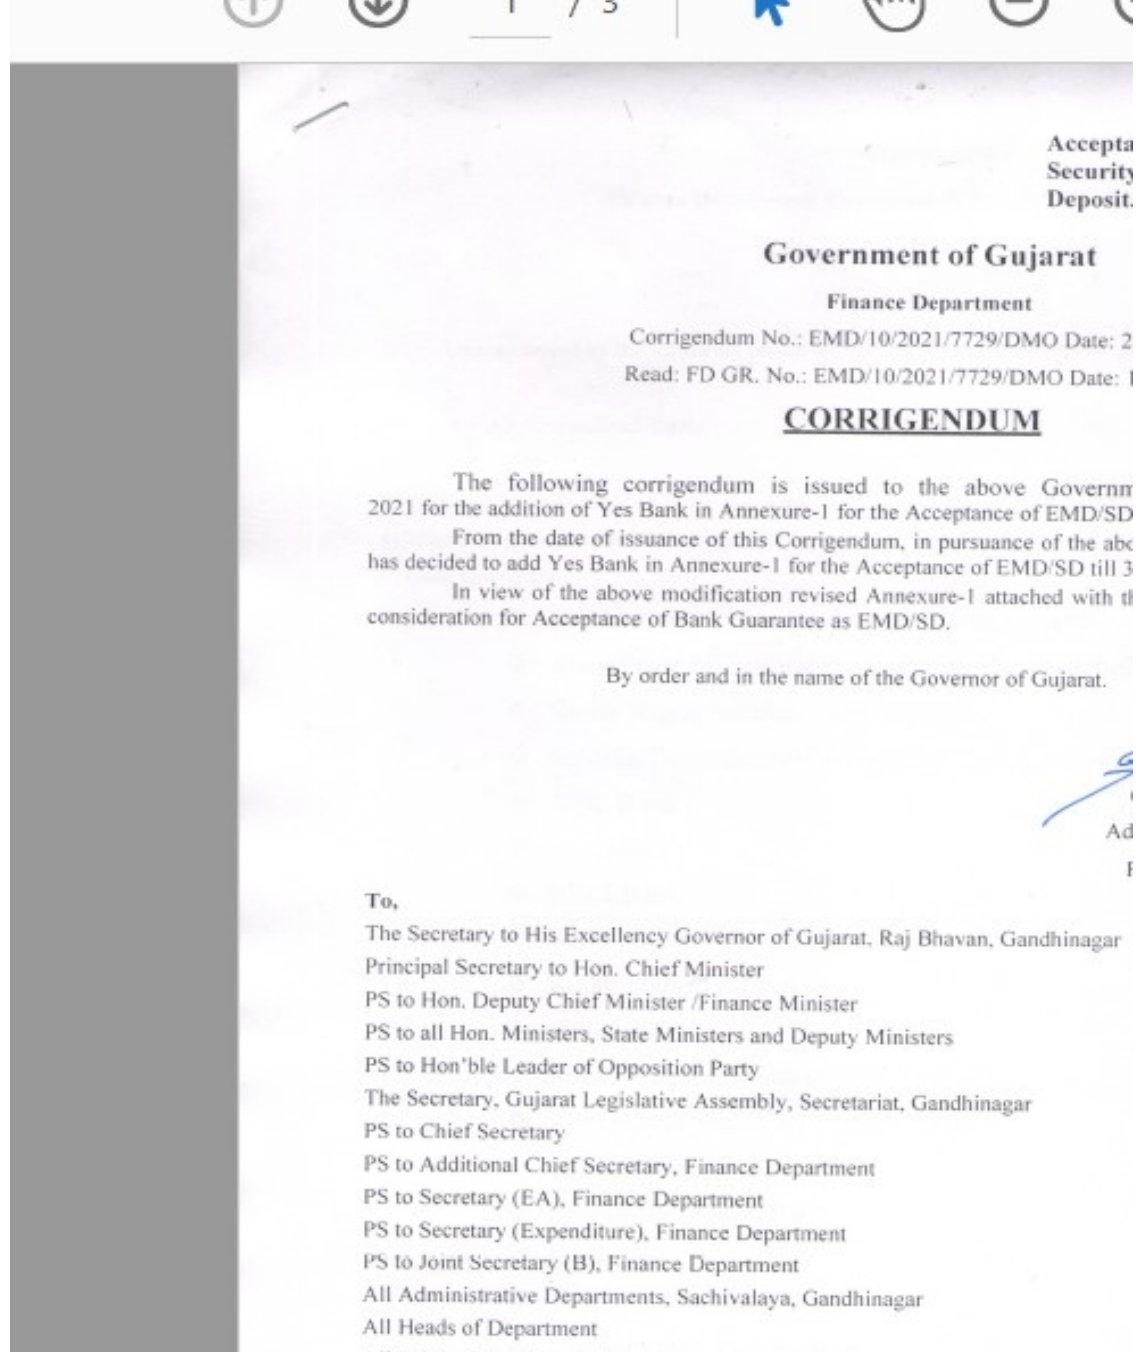 1 / 3
Accepta
Security
Deposit.
Government of Gujarat
Finance Department
Corrigendum No.: EMD/10/2021/7729/DMO Date: 2
Read: FD GR. No.: EMD/10/2021/7729/DMO Date: 1
CORRIGENDUM
The following corrigendum is issued to the above Governm
2021 for the addition of Yes Bank in Annexure-1 for the Acceptance of EMD/SD
From the date of issuance of this Corrigendum, in pursuance of the abo
has decided to add Yes Bank in Annexure-1 for the Acceptance of EMD/SD till 3
In view of the above modification revised Annexure-1 attached with th
consideration for Acceptance of Bank Guarantee as EMD/SD.
By order and in the name of the Governor of Gujarat.
Ad
To,
The Secretary to His Excellency Governor of Gujarat, Raj Bhavan, Gandhinagar
Principal Secretary to Hon. Chief Minister
PS to Hon. Deputy Chief Minister /Finance Minister
PS to all Hon. Ministers, State Ministers and Deputy Ministers
PS to Hon'ble Leader of Opposition Party
The Secretary, Gujarat Legislative Assembly, Secretariat, Gandhinagar
PS to Chief Secretary
PS to Additional Chief Secretary, Finance Department
PS to Secretary (EA), Finance Department
PS to Secretary (Expenditure), Finance Department
PS to Joint Secretary (B), Finance Department
All Administrative Departments, Sachivalaya, Gandhinagar
All Heads of Department